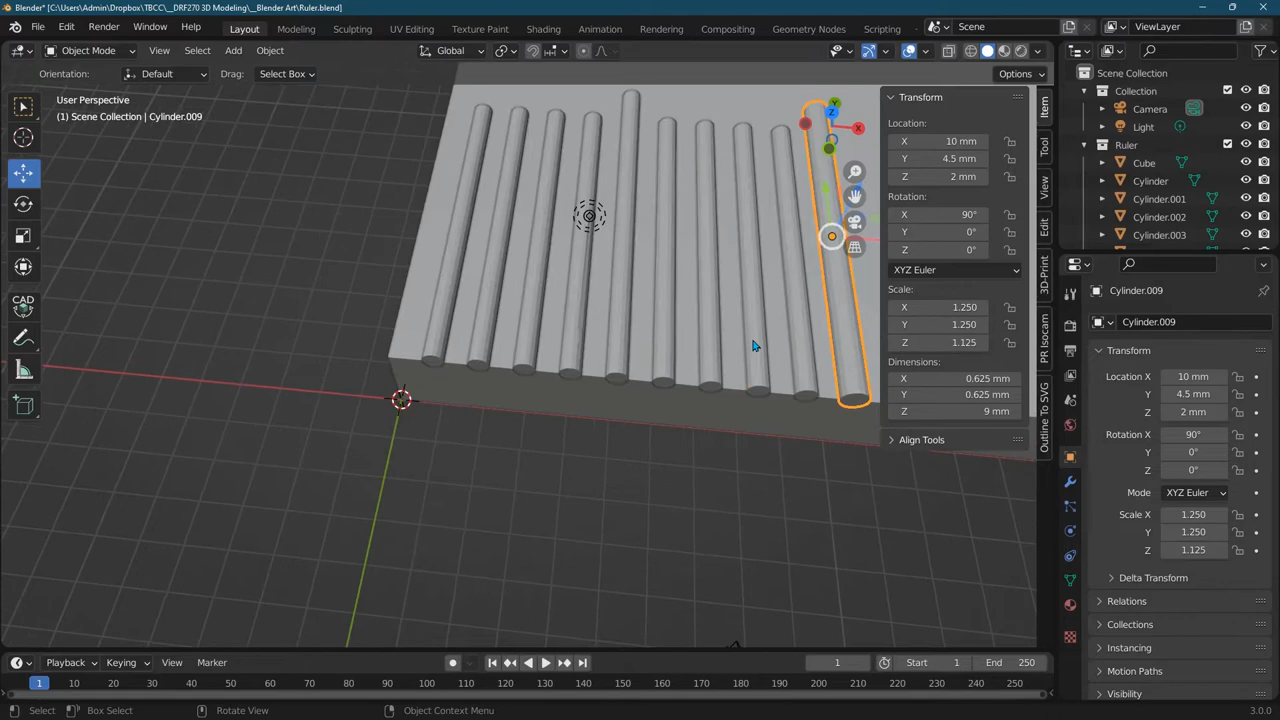 Blender* [C:\Users\Admin\Dropbox\TBCC\__DRF270 3D Modeling\__Blender Art\Ruler.blend]
File Edit Render Window Help Layout Modeling Sculpting UV Editing Texture Paint Shading Animation Rendering Compositing Geometry Nodes Scripting Scene ViewLayer
Object Mode View Select Add Object Global
Orientation: Default Drag: Select Box Options
Scene Collection
Collection
Camera
Light
Ruler
Cube
Cylinder
Cylinder.001
Cylinder.002
Cylinder.003
User Perspective
(1) Scene Collection | Cylinder.009
Y
Z
X
CAD
Transform
Location:
X 10 mm
Y 4.5 mm
Z 2 mm
Rotation:
X 90°
Y 0°
Z 0°
XYZ Euler
Scale:
X 1.250
Y 1.250
Z 1.125
Dimensions:
X 0.625 mm
Y 0.625 mm
Z 9 mm
Align Tools
Item
Tool
View
Edit
3D-Print
PR Isocam
Outline To SVG
Cylinder.009
Cylinder.009
Transform
Location X 10 mm
Y 4.5 mm
Z 2 mm
Rotation X 90°
Y 0°
Z 0°
Mode XYZ Euler
Scale X 1.250
Y 1.250
Z 1.125
Delta Transform
Relations
Collections
Instancing
Motion Paths
Visibility
Playback Keying View Marker 1 Start 1 End 250
1 10 20 30 40 50 60 70 80 90 100 110 120 130 140 150 160 170 180 190 200 210 220 230 240 250
Select Box Select Rotate View Object Context Menu 3.0.0